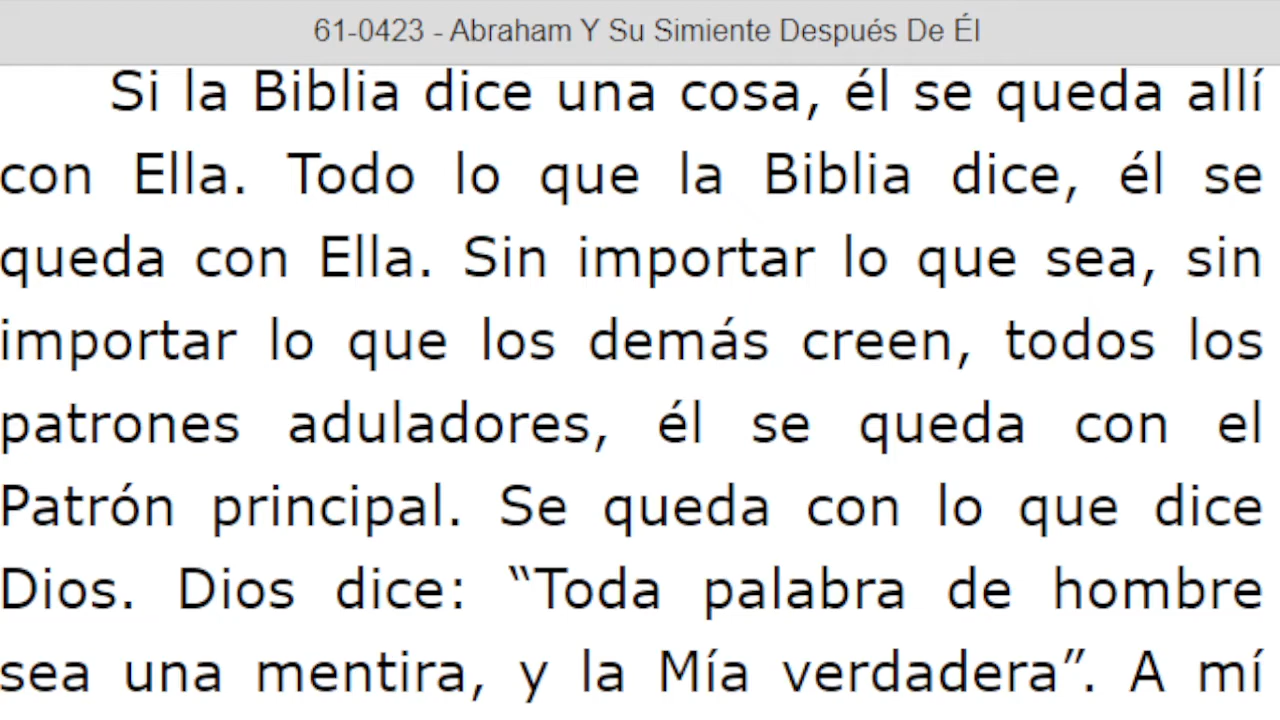 61-0423 - Abraham Y Su Simiente Después De Él
Si la Biblia dice una cosa, él se queda allí
con Ella. Todo lo que la Biblia dice, él se
queda con Ella. Sin importar lo que sea, sin
importar lo que los demás creen, todos los
patrones aduladores, él se queda con el
Patrón principal. Se queda con lo que dice
Dios. Dios dice: “Toda palabra de hombre
sea una mentira, y la Mía verdadera”. A mí